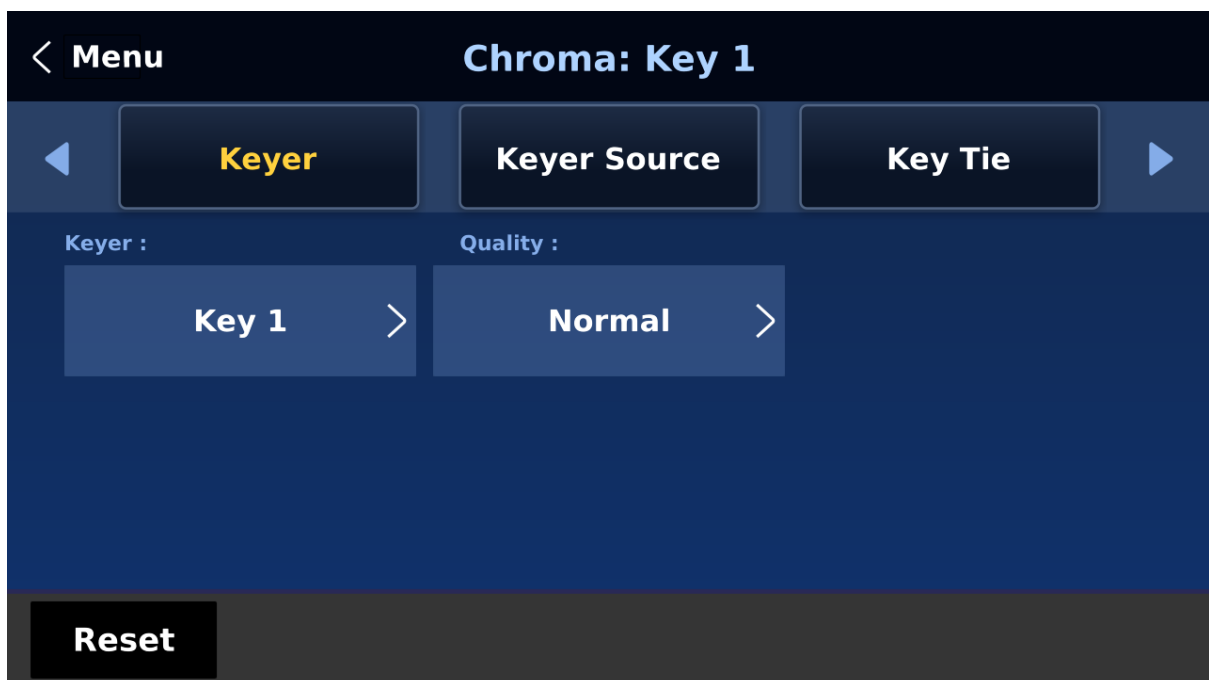 Menu
Chroma: Key 1
Keyer
Keyer Source
Key Tie
Keyer :
Quality :
Key 1
Normal
Reset